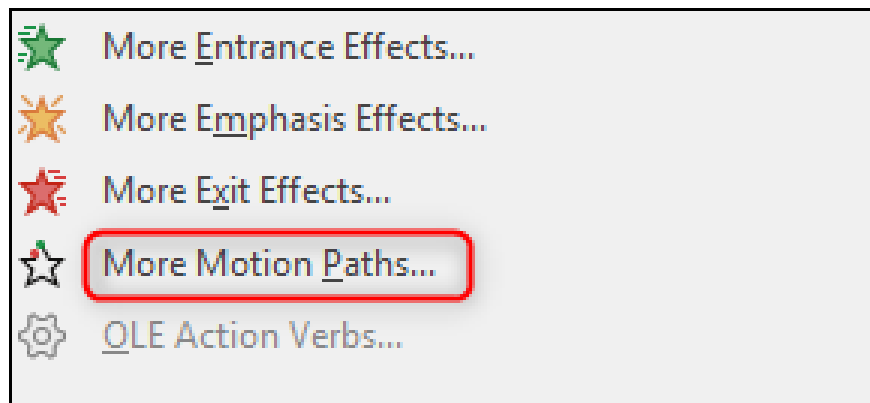 More Entrance Effects...
More Emphasis Effects...
More Exit Effects...
More Motion Paths...
OLE Action Verbs...